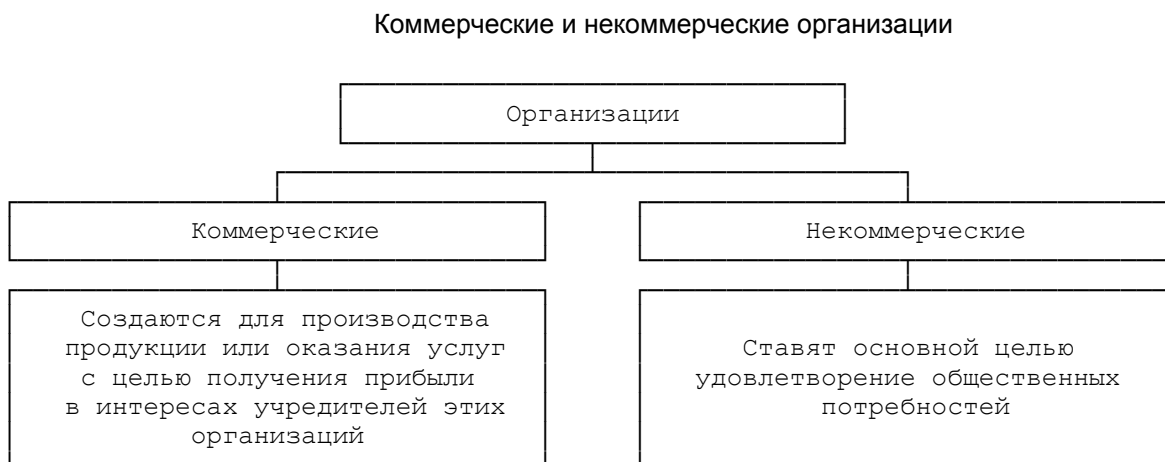 Коммерческие и некоммерческие организации
Организации
Коммерческие
Некоммерческие
Создаются для производства
продукции или оказания услуг
с целью получения прибыли
в интересах учредителей этих
организаций
Ставят основной целью
удовлетворение общественных
потребностей